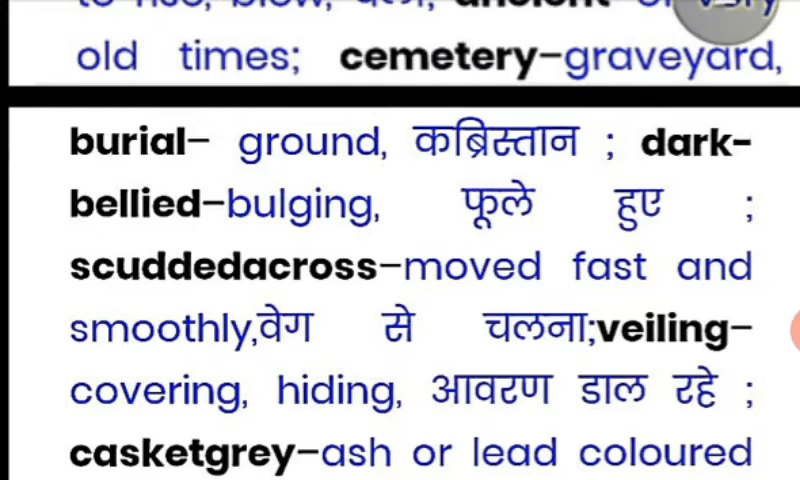 old times; cemetery–graveyard,
burial– ground, कब्रिस्तान ; dark-
bellied–bulging, फूले हुए ;
scuddedacross–moved fast and
smoothly,वेग से चलना;veiling–
covering, hiding, आवरण डाल रहे ;
casketgrey–ash or lead coloured